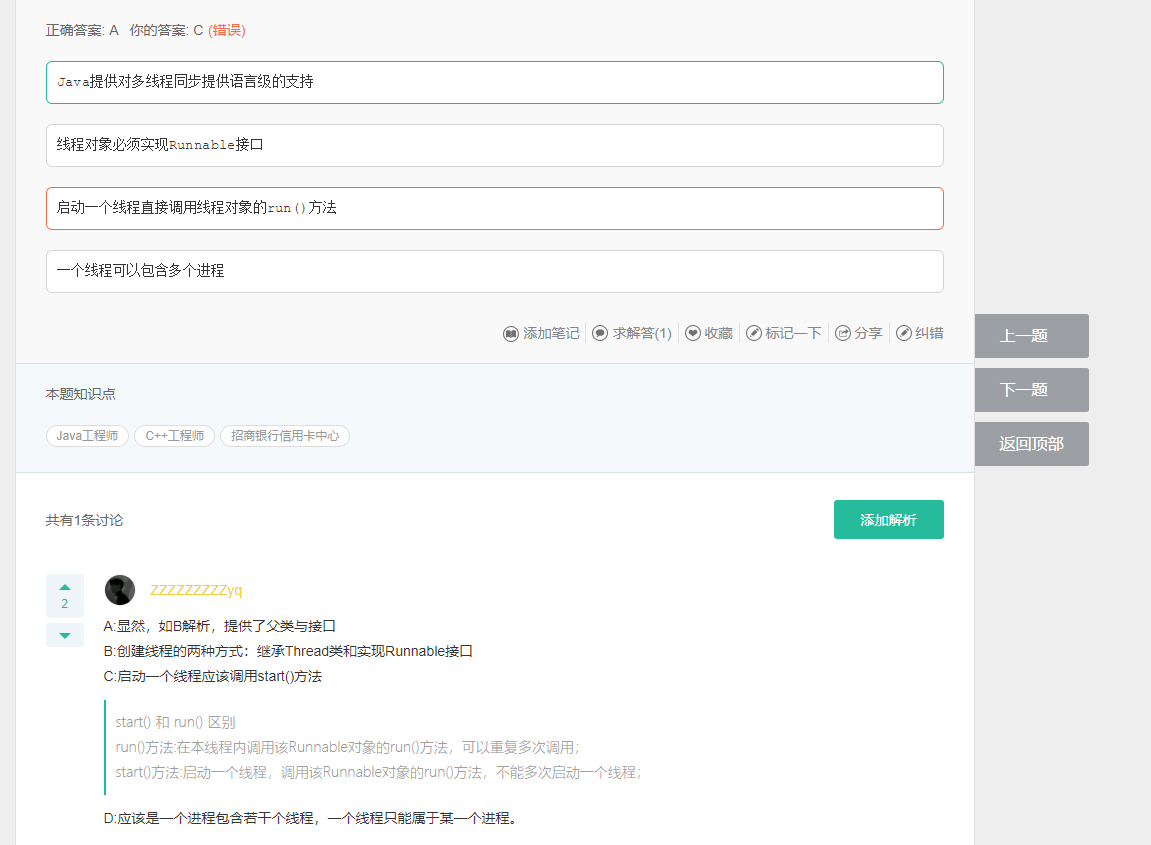 正确答案: A 你的答案: C (错误)
Java提供对多线程同步提供语言级的支持
线程对象必须实现Runnable接口
启动一个线程直接调用线程对象的run()方法
一个线程可以包含多个进程
添加笔记 求解答(1) 收藏 标记一下 分享 纠错
上一题
下一题
返回顶部
本题知识点
Java工程师 C++工程师 招商银行信用卡中心
共有1条讨论
添加解析
2
ZZZZZZZZZyq
A:显然，如B解析，提供了父类与接口
B:创建线程的两种方式：继承Thread类和实现Runnable接口
C:启动一个线程应该调用start()方法
start() 和 run() 区别
run()方法:在本线程内调用该Runnable对象的run()方法，可以重复多次调用；
start()方法:启动一个线程，调用该Runnable对象的run()方法，不能多次启动一个线程；
D:应该是一个进程包含若干个线程，一个线程只能属于某一个进程。